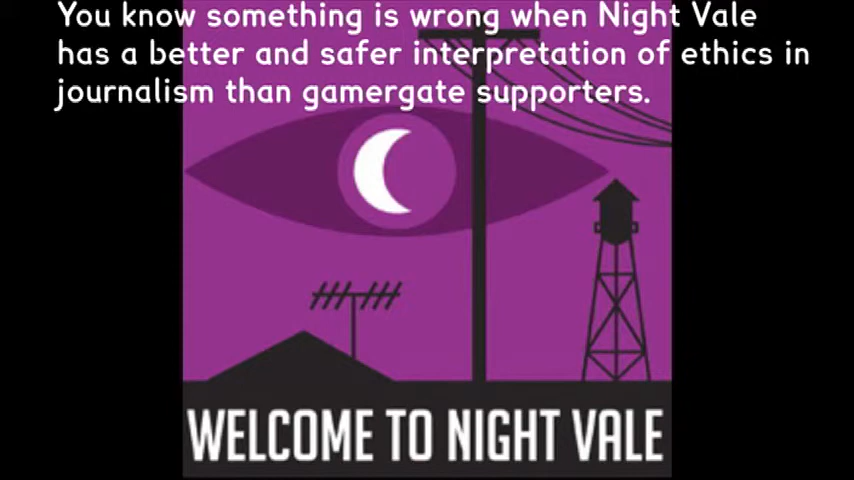 You know something is wrong when Night Vale
has a better and safer interpretation of ethics in
journalism than gamergate supporters.
WELCOME TO NIGHT VALE